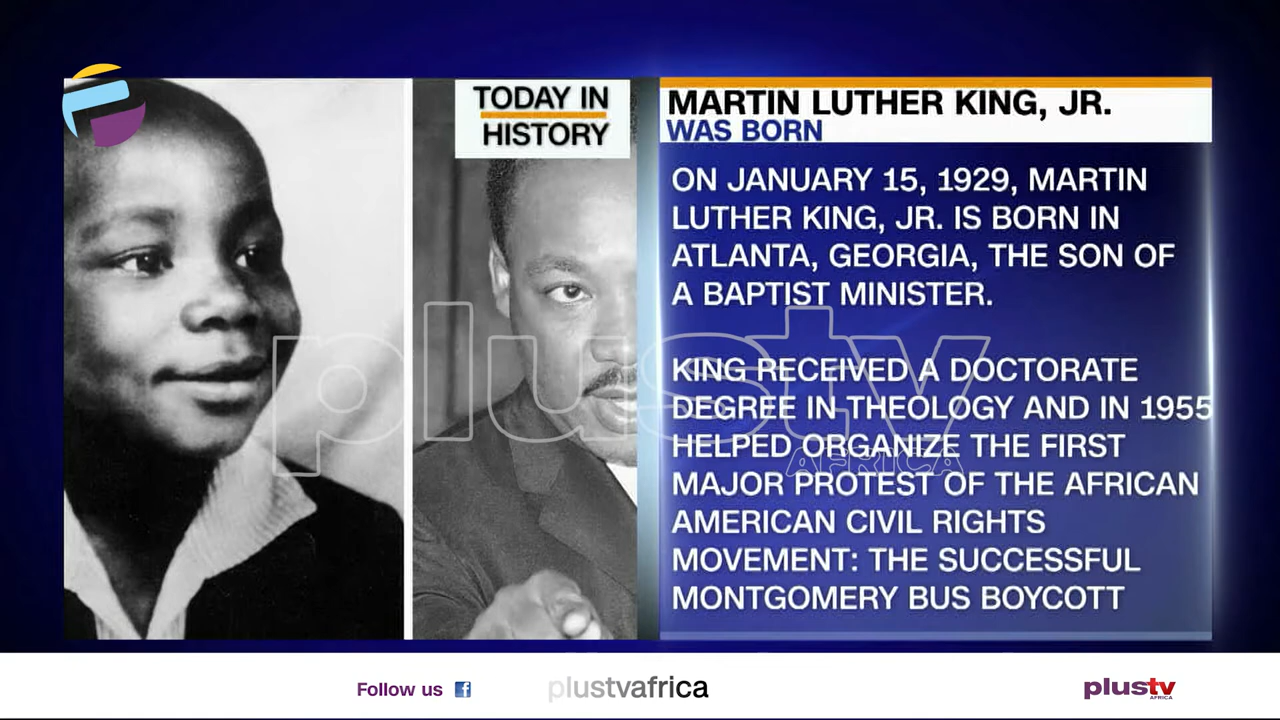 TODAY IN
HISTORY
MARTIN LUTHER KING, JR.
WAS BORN
ON JANUARY 15, 1929, MARTIN
LUTHER KING, JR. IS BORN IN
ATLANTA, GEORGIA, THE SON OF
A BAPTIST MINISTER.
KING RECEIVED A DOCTORATE
DEGREE IN THEOLOGY AND IN 1955
HELPED ORGANIZE THE FIRST
MAJOR PROTEST OF THE AFRICAN
AMERICAN CIVIL RIGHTS
MOVEMENT: THE SUCCESSFUL
MONTGOMERY BUS BOYCOTT
plustv
AFRICA
Follow us f plustvafrica
plustv
AFRICA